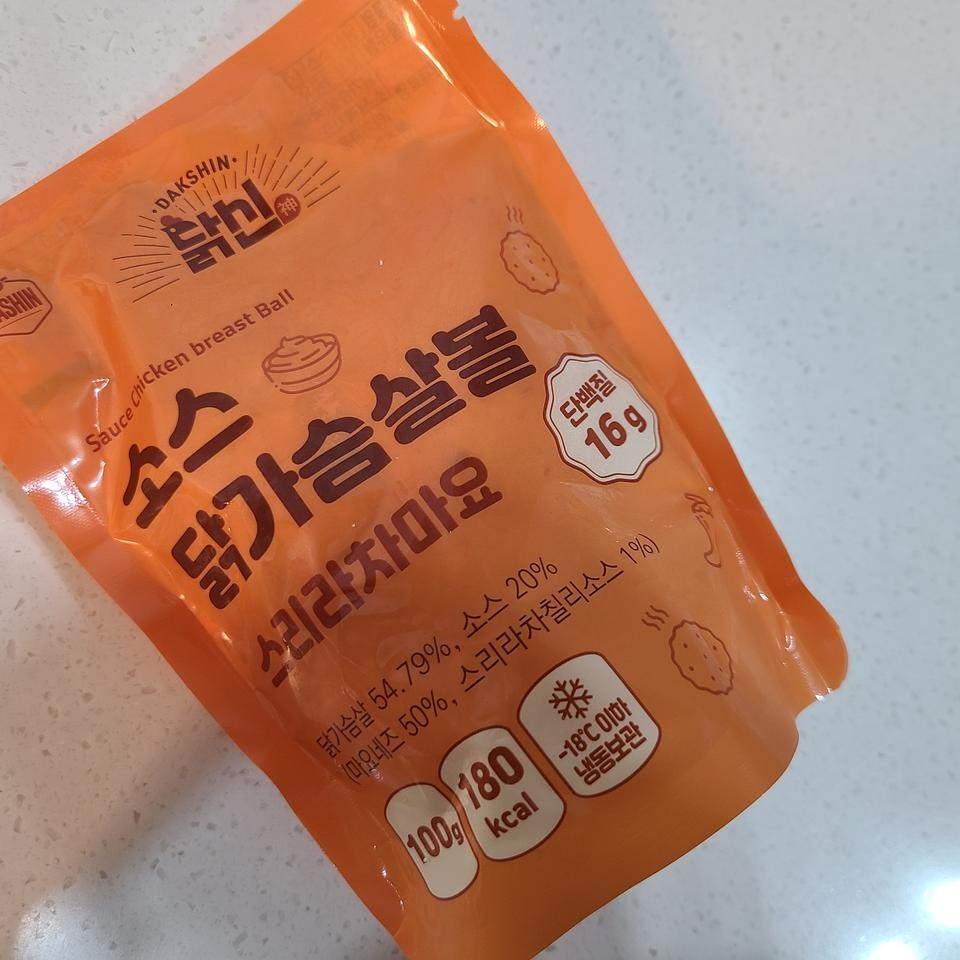 ·DAKSHIN·
닭신
神
ASHIN
Sauce Chicken breast Ball
소스
닭가슴살볼
스리라차마요
단백질
16 g
닭가슴살 54.79%, 소스 20%
(마요네즈 50%, 스리라차칠리소스 1%)
100g
180
kcal
-18℃ 이하
냉동보관